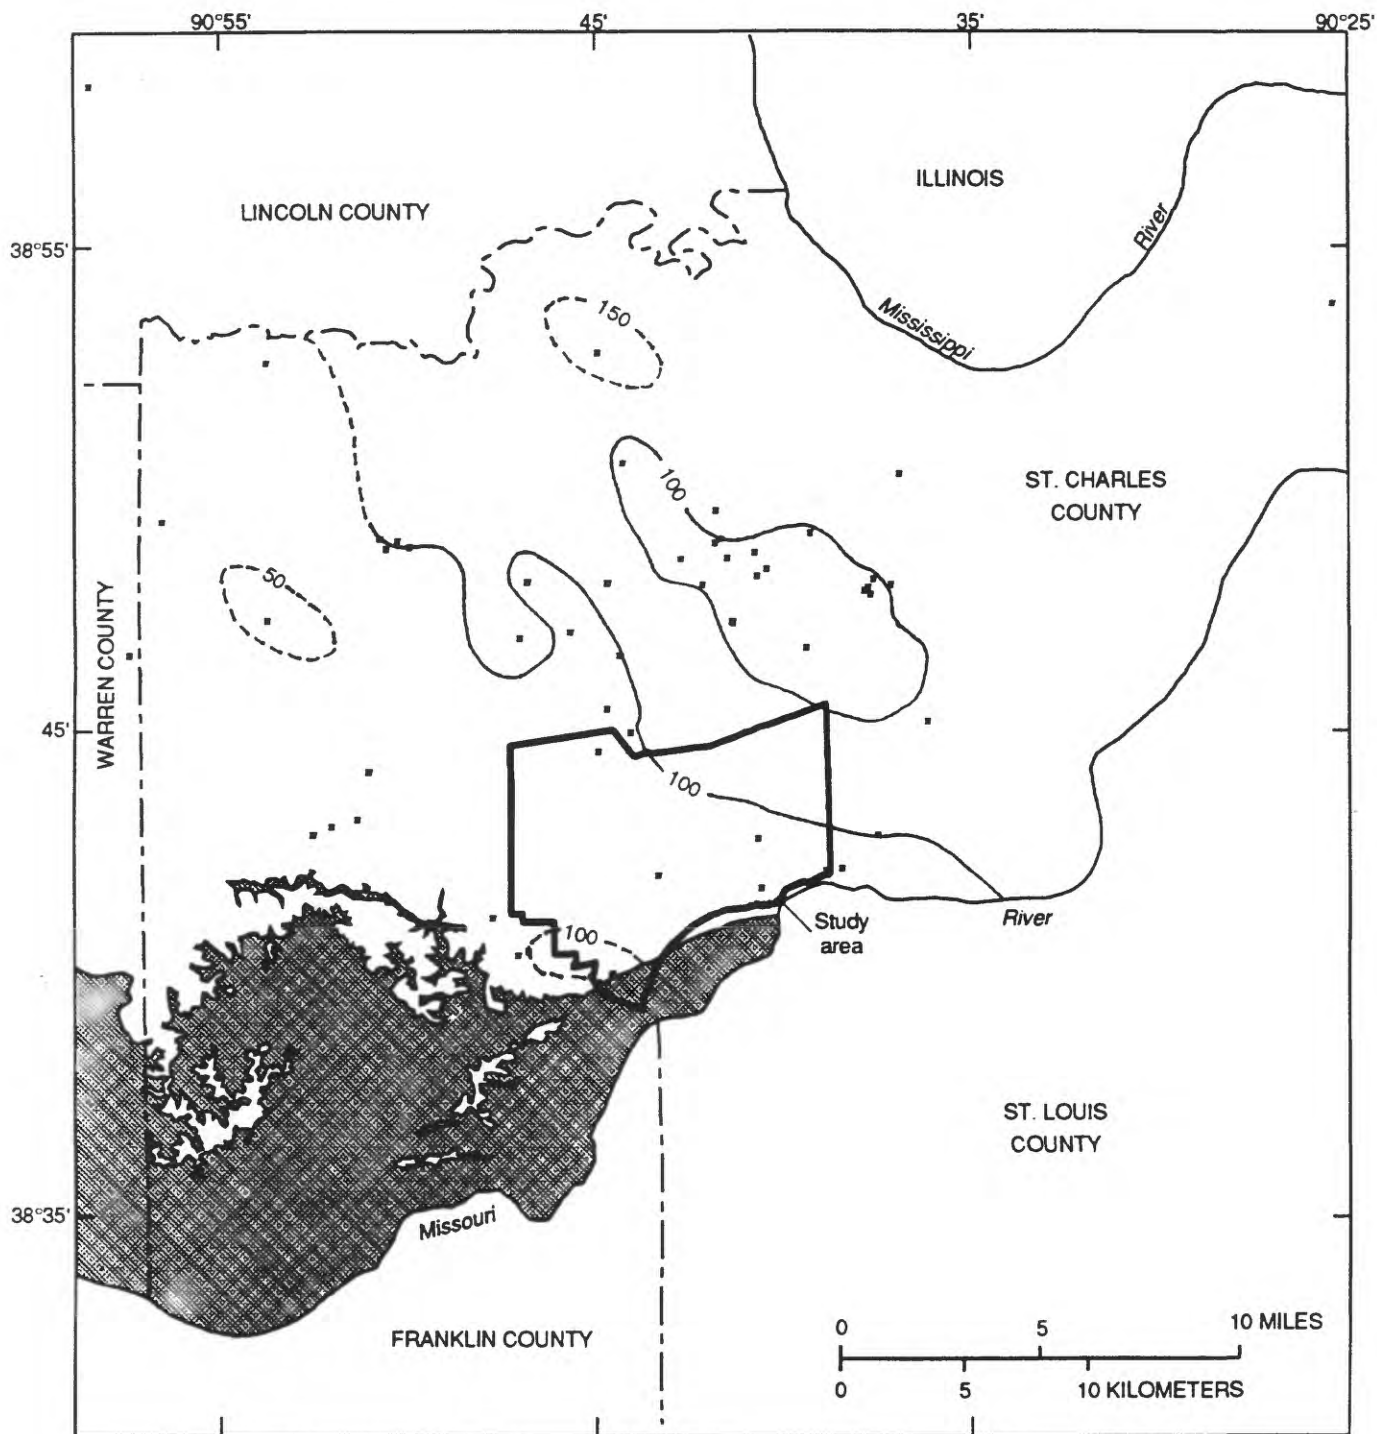 90°55'
45'
35'
90°25'
ILLINOIS
LINCOLN COUNTY
River
38°55'
150
Mississippi
100
ST. CHARLES
COUNTY
50
WARREN COUNTY
45'
100
Study
area
River
100
ST. LOUIS
COUNTY
38°35'
Missouri
FRANKLIN COUNTY
0 5 10 MILES
0 5 10 KILOMETERS